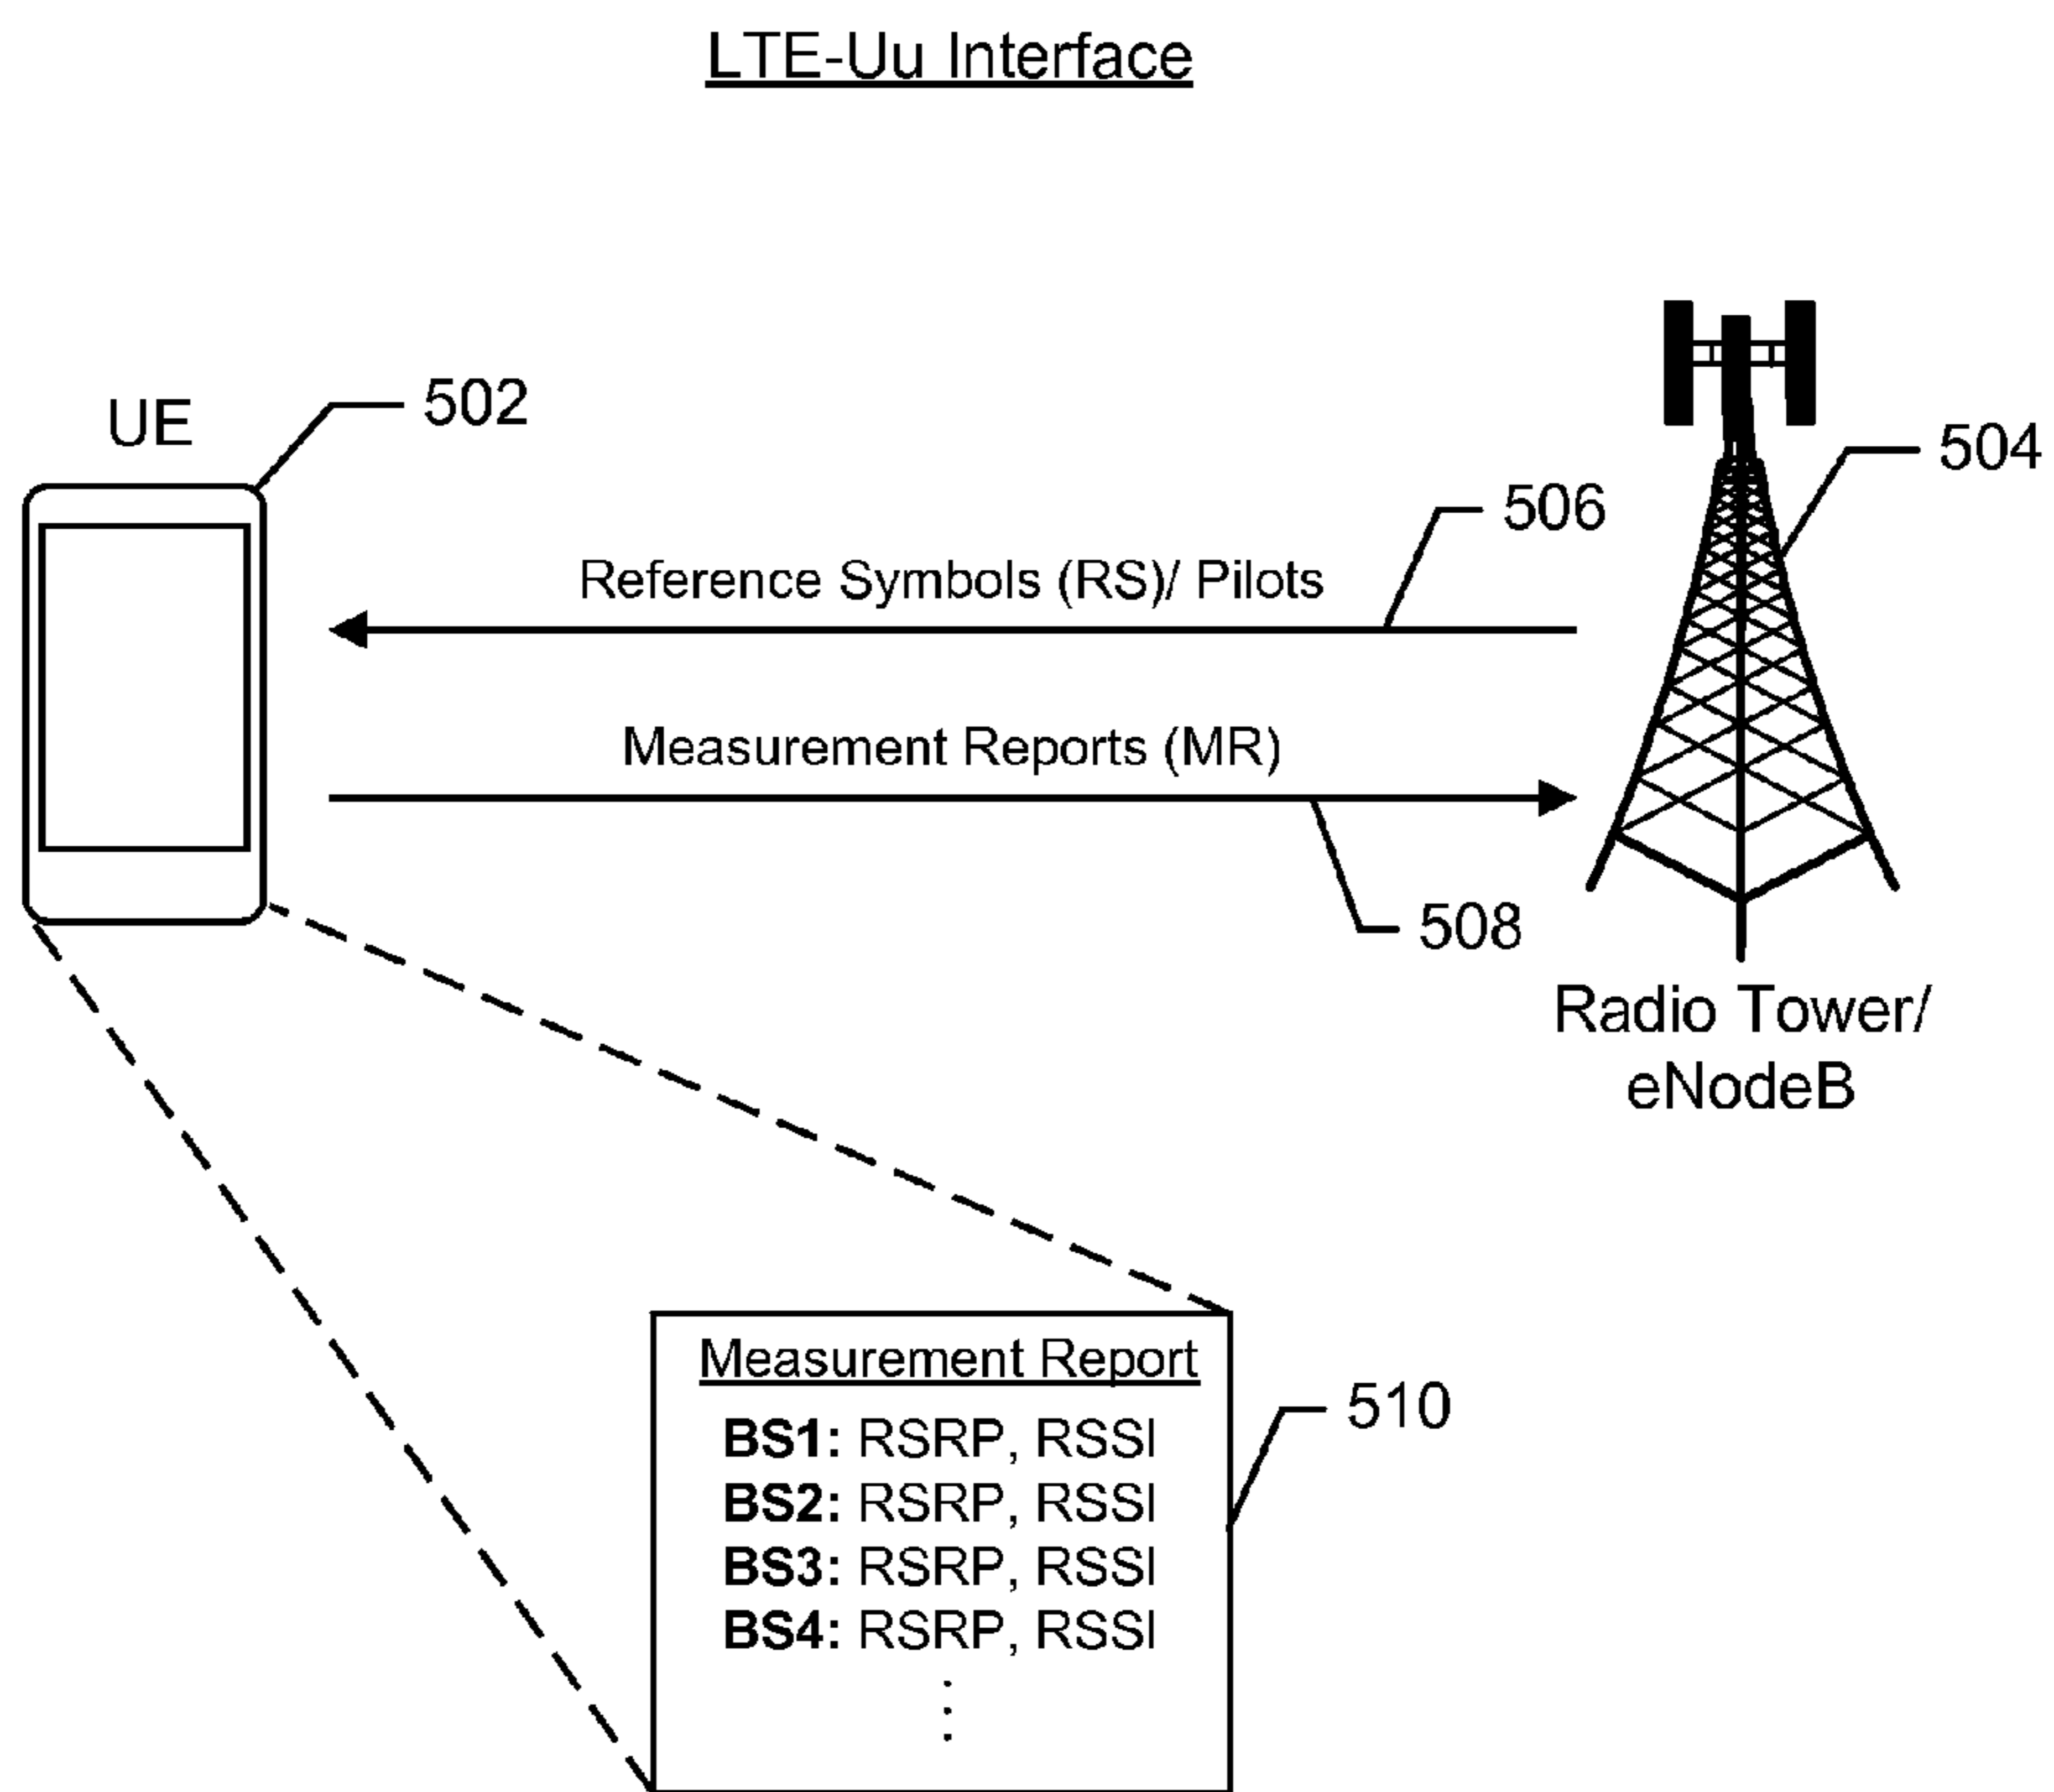 LTE-Uu Interface
UE
502
504
506
Reference Symbols (RS)/ Pilots
Measurement Reports (MR)
508
Radio Tower/
eNodeB
Measurement Report
510
BS1: RSRP, RSSI
BS2: RSRP, RSSI
BS3: RSRP, RSSI
BS4: RSRP, RSSI